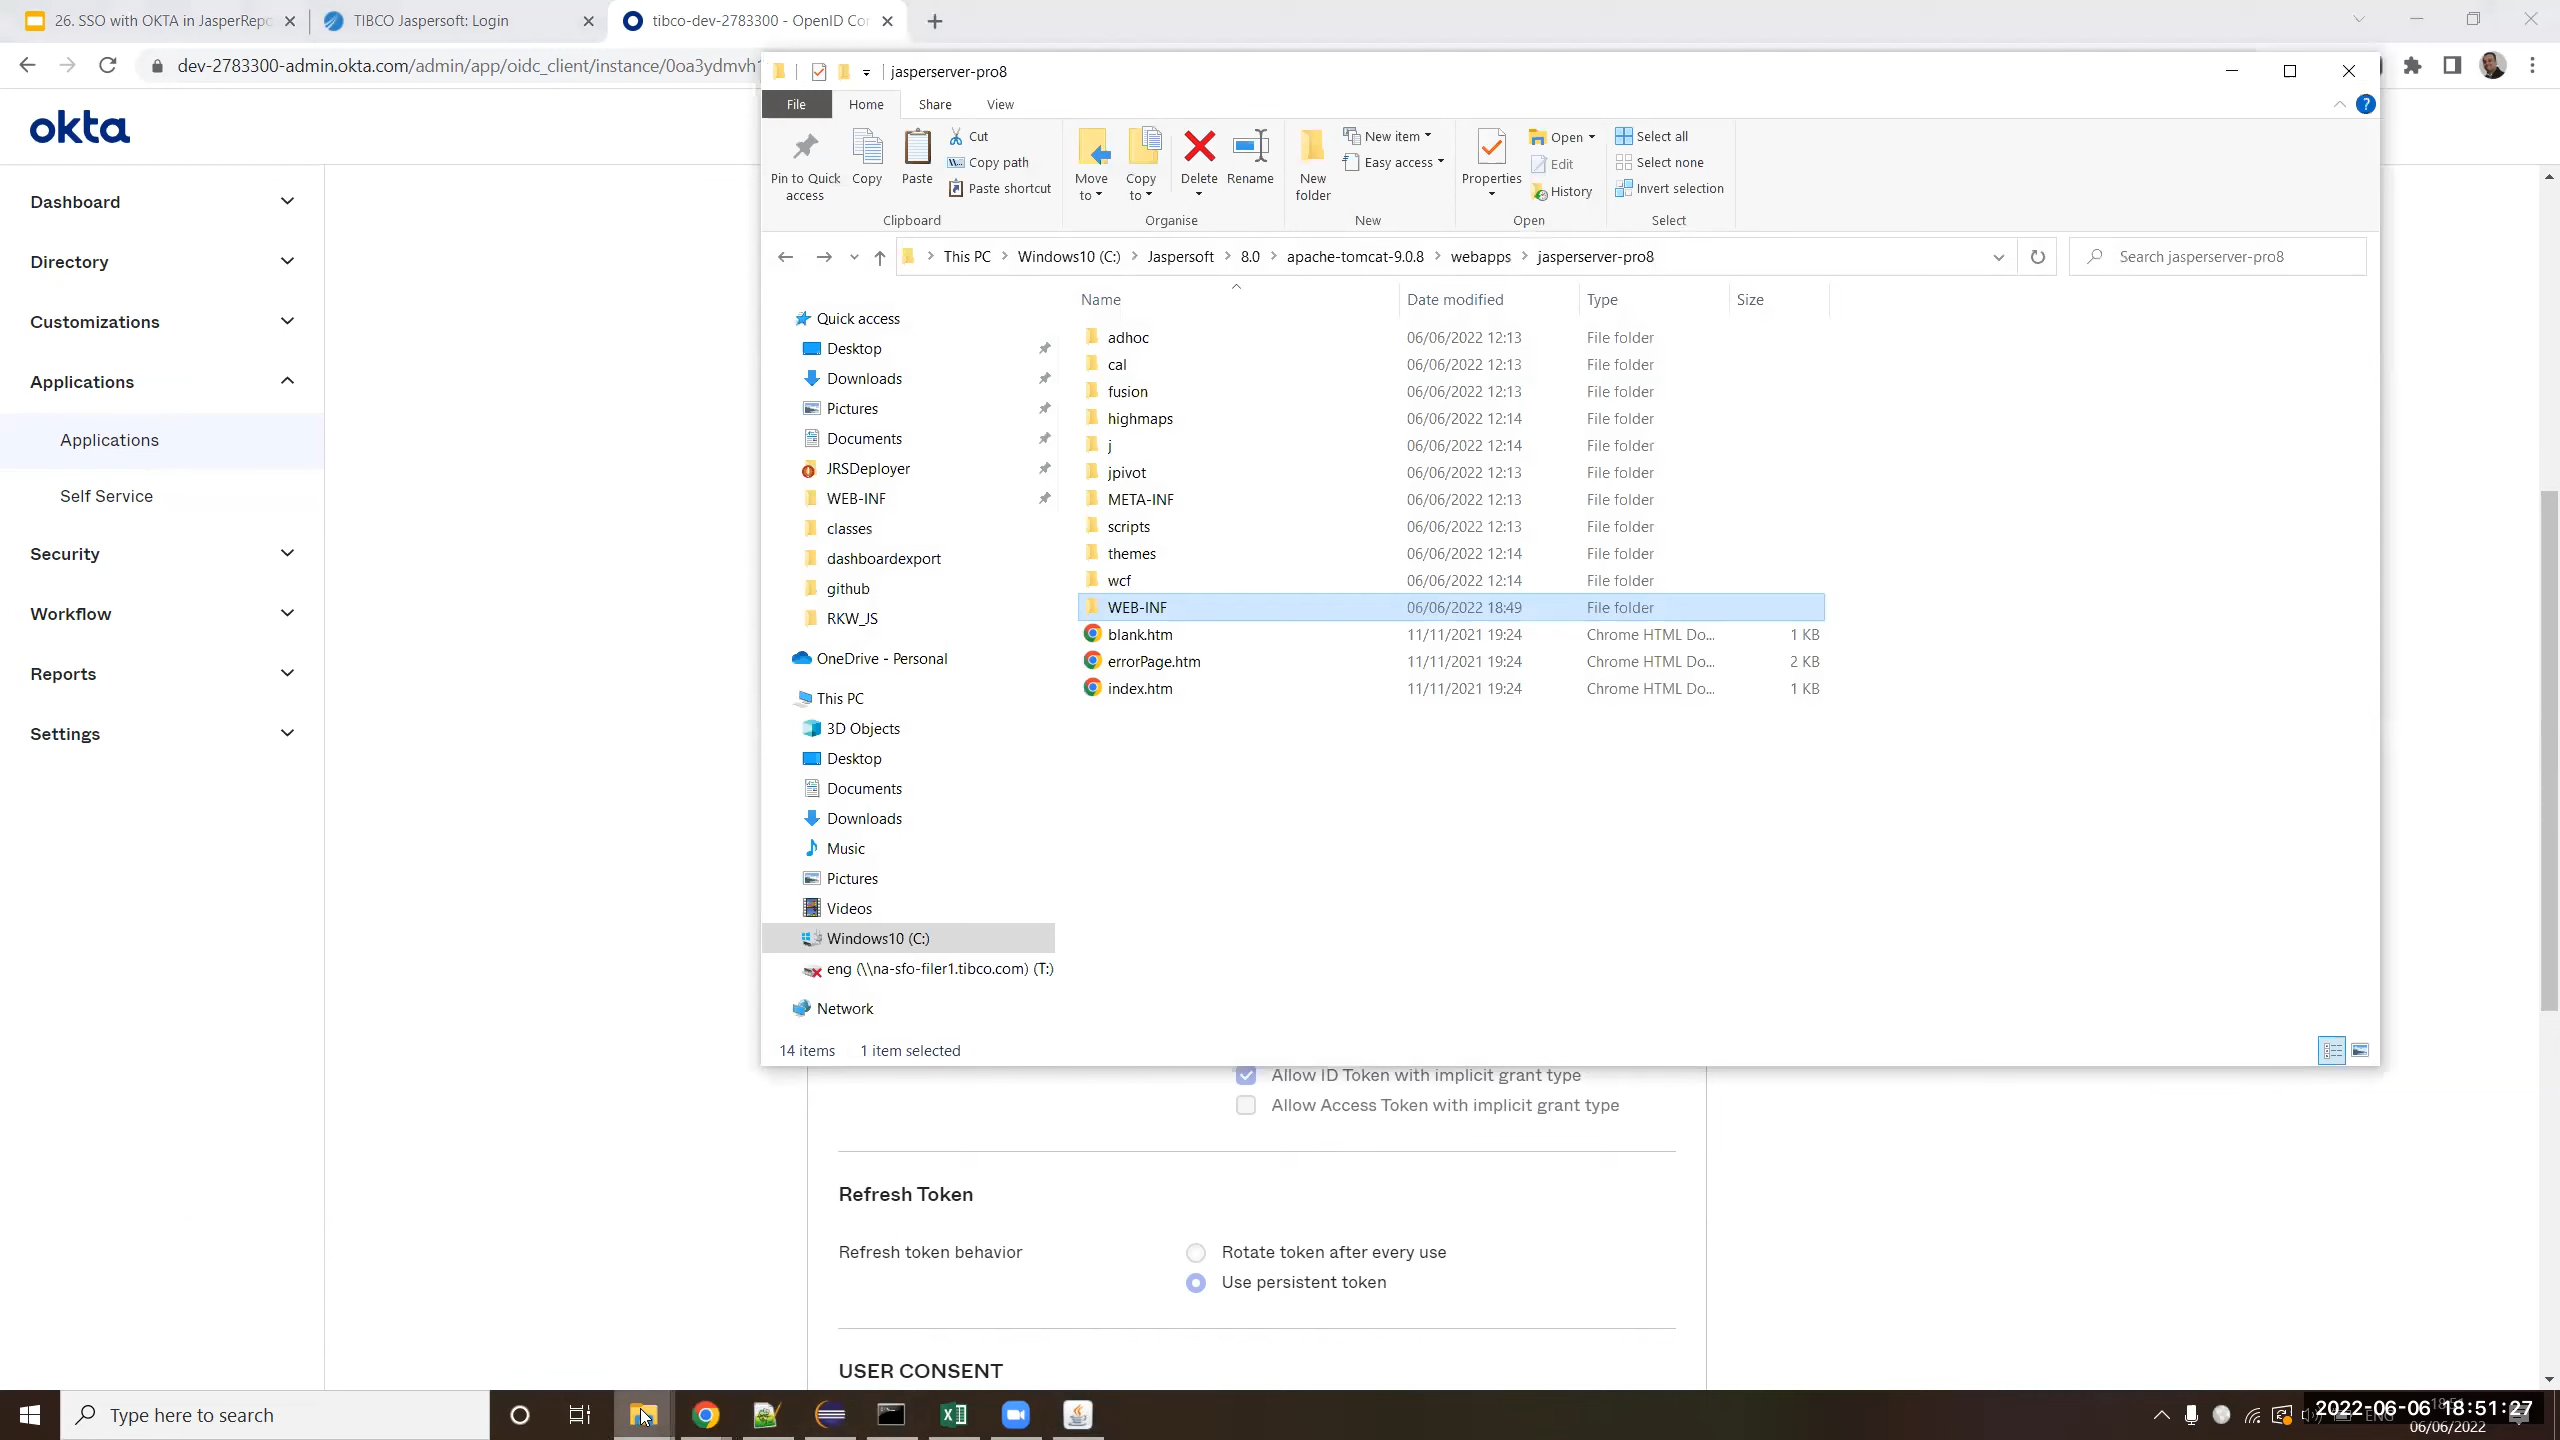 26. SSO with OKTA in JasperRepo
TIBCO Jaspersoft: Login
tibco-dev-2783300 - OpenID Co
dev-2783300-admin.okta.com/admin/app/oidc_client/instance/0oa3ydmvh
okta
Dashboard
Directory
Customizations
Applications
Applications
Self Service
Security
Workflow
Reports
Settings
jasperserver-pro8
File
Home
Share
View
Pin to Quick access
Copy
Paste
Cut
Copy path
Paste shortcut
Clipboard
Move to
Copy to
Delete
Rename
Organise
New folder
New item
Easy access
New
Properties
Open
Edit
History
Open
Select all
Select none
Invert selection
Select
This PC
Windows10 (C:)
Jaspersoft
8.0
apache-tomcat-9.0.8
webapps
jasperserver-pro8
Search jasperserver-pro8
Quick access
Desktop
Downloads
Pictures
Documents
JRSDeployer
WEB-INF
classes
dashboardexport
github
RKW_JS
OneDrive - Personal
This PC
3D Objects
Desktop
Documents
Downloads
Music
Pictures
Videos
Windows10 (C:)
eng (\\na-sfo-filer1.tibco.com) (T:)
Network
Name Date modified Type Size
adhoc 06/06/2022 12:13 File folder
cal 06/06/2022 12:13 File folder
fusion 06/06/2022 12:13 File folder
highmaps 06/06/2022 12:14 File folder
j 06/06/2022 12:14 File folder
jpivot 06/06/2022 12:13 File folder
META-INF 06/06/2022 12:13 File folder
scripts 06/06/2022 12:13 File folder
themes 06/06/2022 12:14 File folder
wcf 06/06/2022 12:14 File folder
WEB-INF 06/06/2022 18:49 File folder
blank.htm 11/11/2021 19:24 Chrome HTML Do... 1 KB
errorPage.htm 11/11/2021 19:24 Chrome HTML Do... 2 KB
index.htm 11/11/2021 19:24 Chrome HTML Do... 1 KB
14 items 1 item selected
Allow ID Token with implicit grant type
Allow Access Token with implicit grant type
Refresh Token
Refresh token behavior
Rotate token after every use
Use persistent token
USER CONSENT
Type here to search
2022-06-06 18:51:27
06/06/2022